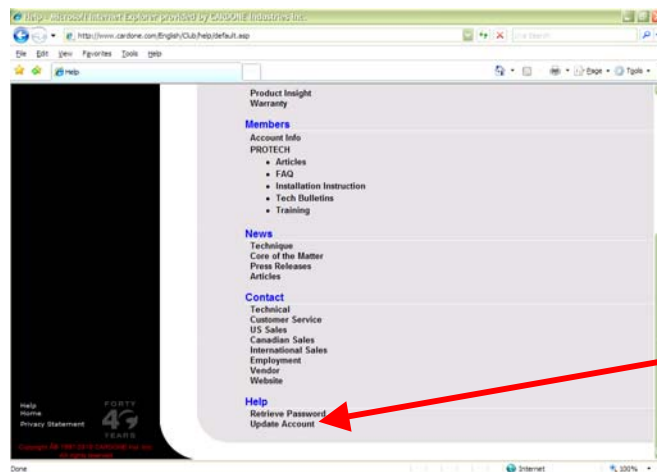 Help - Microsoft Internet Explorer provided by CARDONE Industries Inc.
http://www.cardone.com/English/Club/help/default.asp
Live Search
File Edit View Favorites Tools Help
Help
Page
Tools
Product Insight
Warranty
Members
Account Info
PROTECH
• Articles
• FAQ
• Installation Instruction
• Tech Bulletins
• Training
News
Technique
Core of the Matter
Press Releases
Articles
Contact
Technical
Customer Service
US Sales
Canadian Sales
International Sales
Employment
Vendor
Website
Help
Retrieve Password
Update Account
Help
Home
Privacy Statement
FORTY
YEARS
Done
Internet
100%